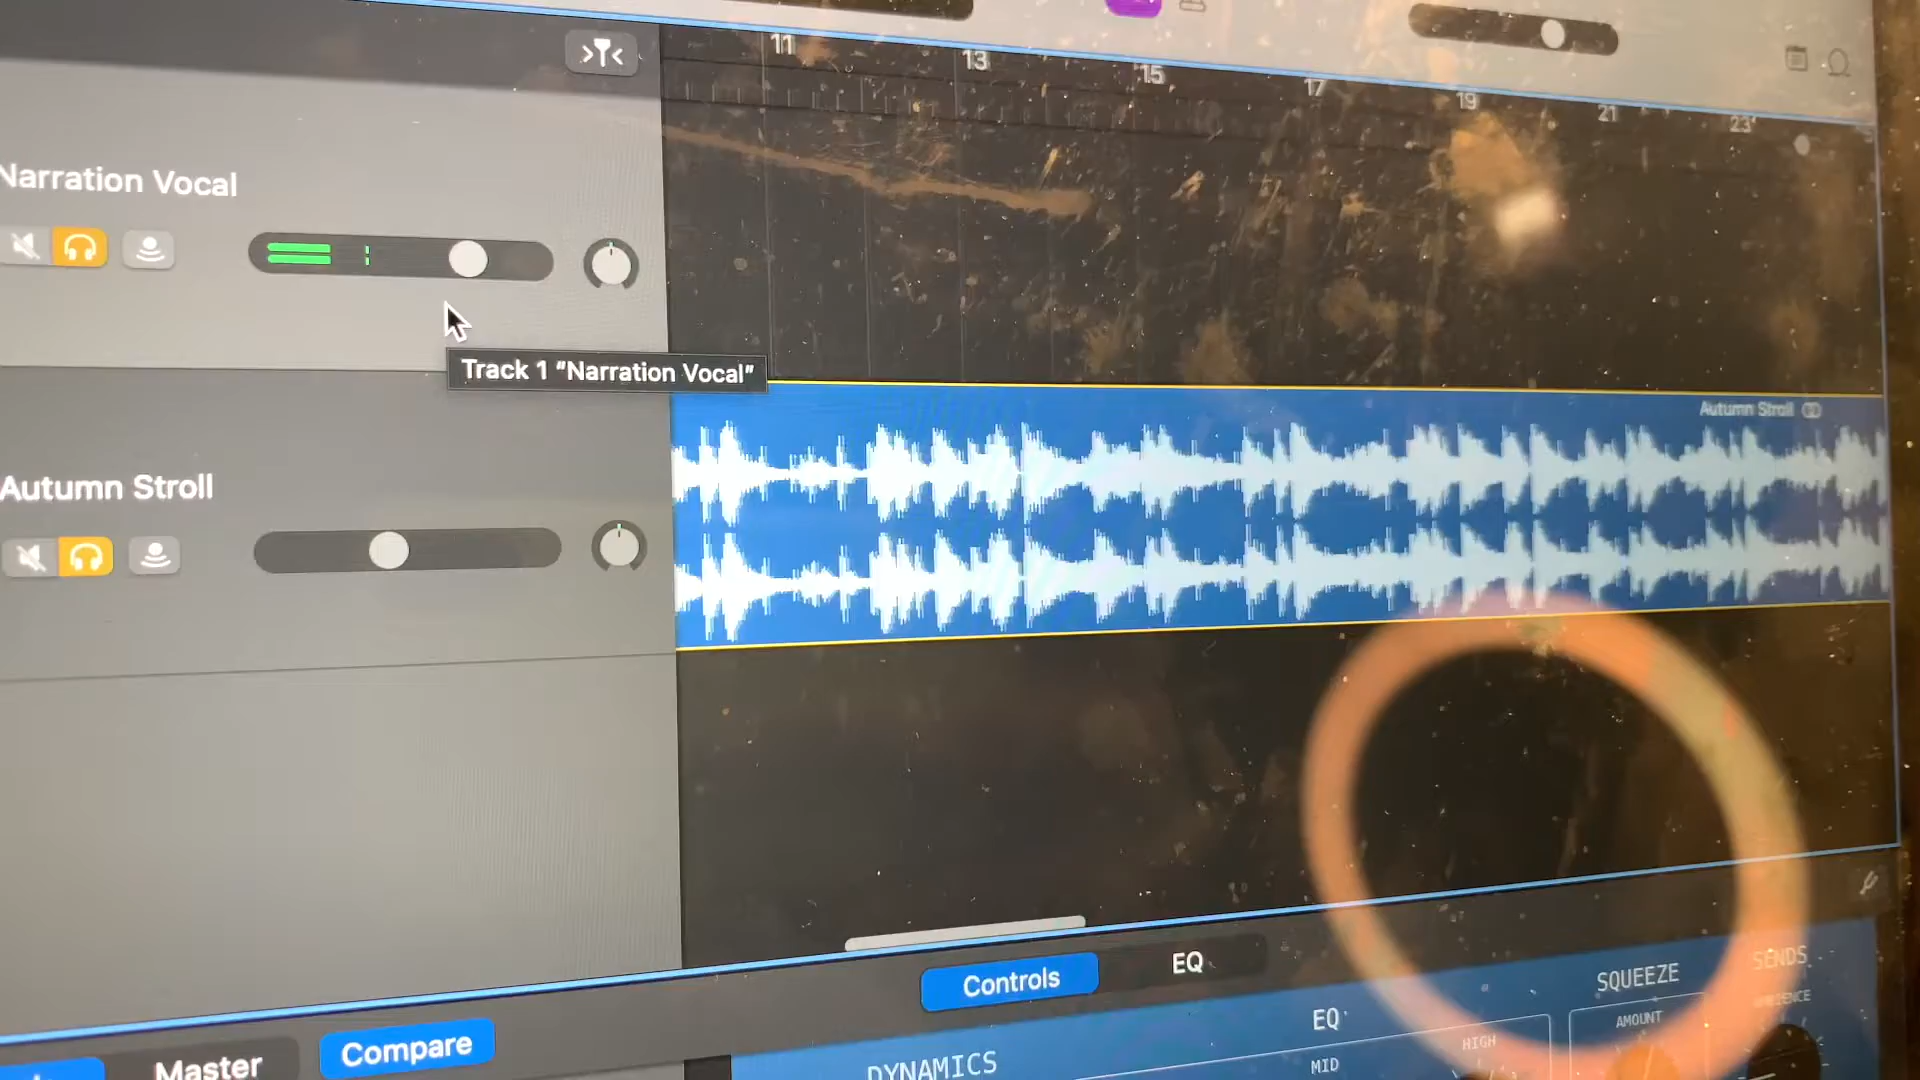 11 13 15 17 19 21 23
Narration Vocal
Track 1 "Narration Vocal"
Autumn Stroll
Autumn Stroll
Controls EQ
Master Compare
DYNAMICS
EQ
MID
HIGH
SQUEEZE
AMOUNT
SENDS